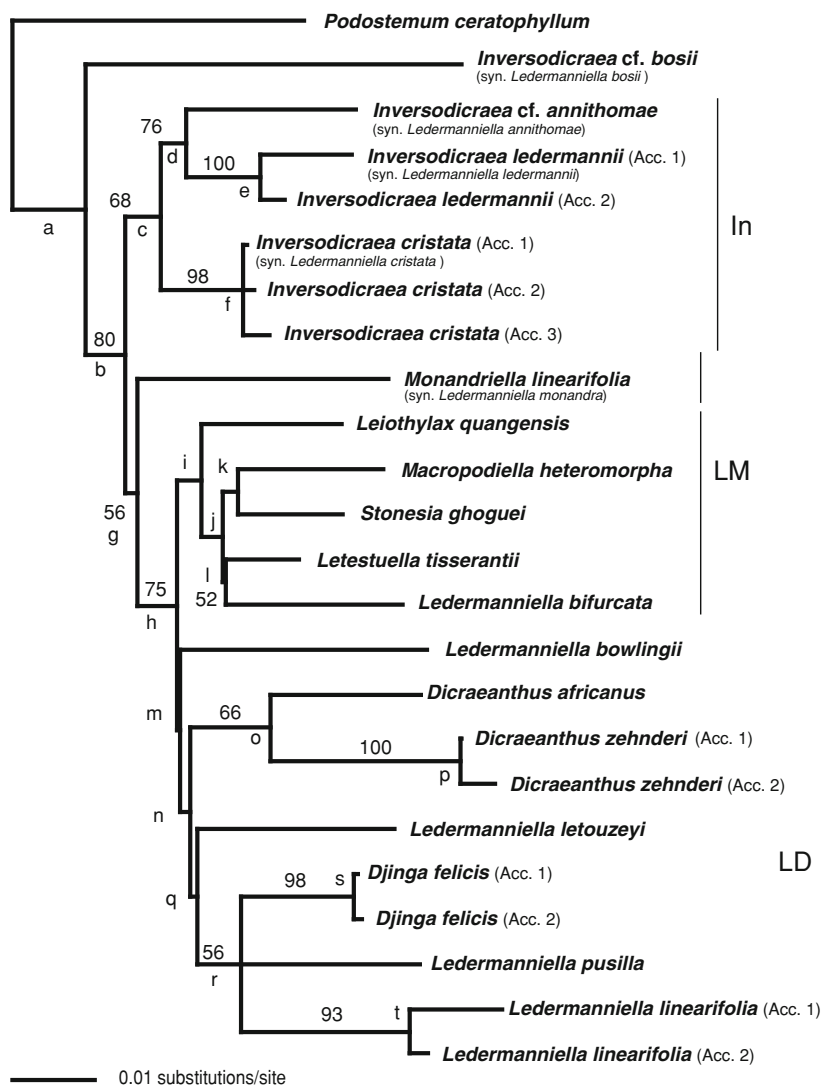 Podostemum ceratophyllum
Inversodicraea cf. bosii
(syn. Ledermanniella bosii )
Inversodicraea cf. annithomae
(syn. Ledermanniella annithomae)
76
d
Inversodicraea ledermannii (Acc. 1)
(syn. Ledermanniella ledermannii)
100
e
Inversodicraea ledermannii (Acc. 2)
68
c
a
In
Inversodicraea cristata (Acc. 1)
(syn. Ledermanniella cristata )
98
f
Inversodicraea cristata (Acc. 2)
Inversodicraea cristata (Acc. 3)
80
b
Monandriella linearifolia
(syn. Ledermanniella monandra)
Leiothylax quangensis
i
k
Macropodiella heteromorpha
LM
56
g
j
Stonesia ghoguei
Letestuella tisserantii
l
52
75
h
Ledermanniella bifurcata
Ledermanniella bowlingii
m
Dicraeanthus africanus
66
o
Dicraeanthus zehnderi (Acc. 1)
100
p
Dicraeanthus zehnderi (Acc. 2)
n
Ledermanniella letouzeyi
LD
Djinga felicis (Acc. 1)
98
s
q
Djinga felicis (Acc. 2)
56
r
Ledermanniella pusilla
Ledermanniella linearifolia (Acc. 1)
93
t
Ledermanniella linearifolia (Acc. 2)
0.01 substitutions/site